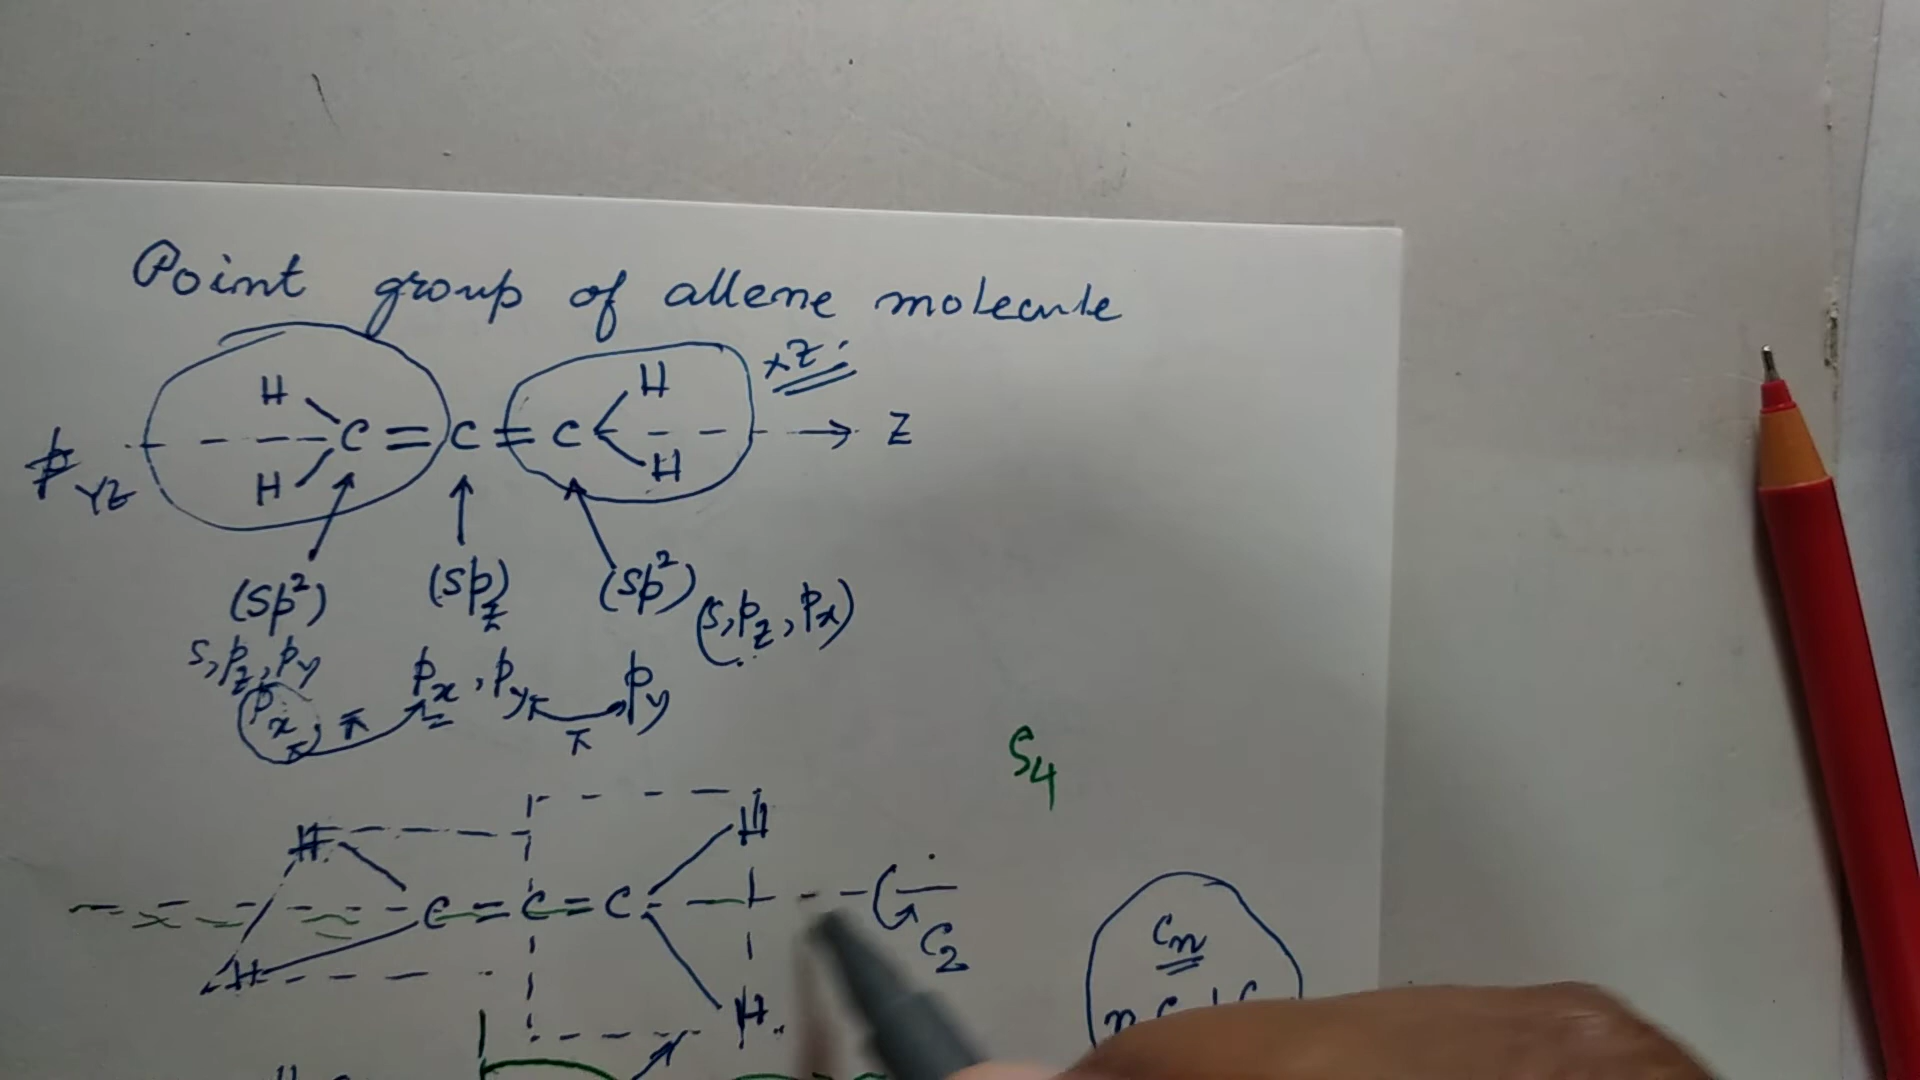 Point group of allene molecule
xz
H H
C = C = C → Z
YZ H H
(sp²) (sp)z (sp²) (s, pz, px)
s, pz, py
px π px, py π py
S4
H H
C = C = C C2
H H
Cn